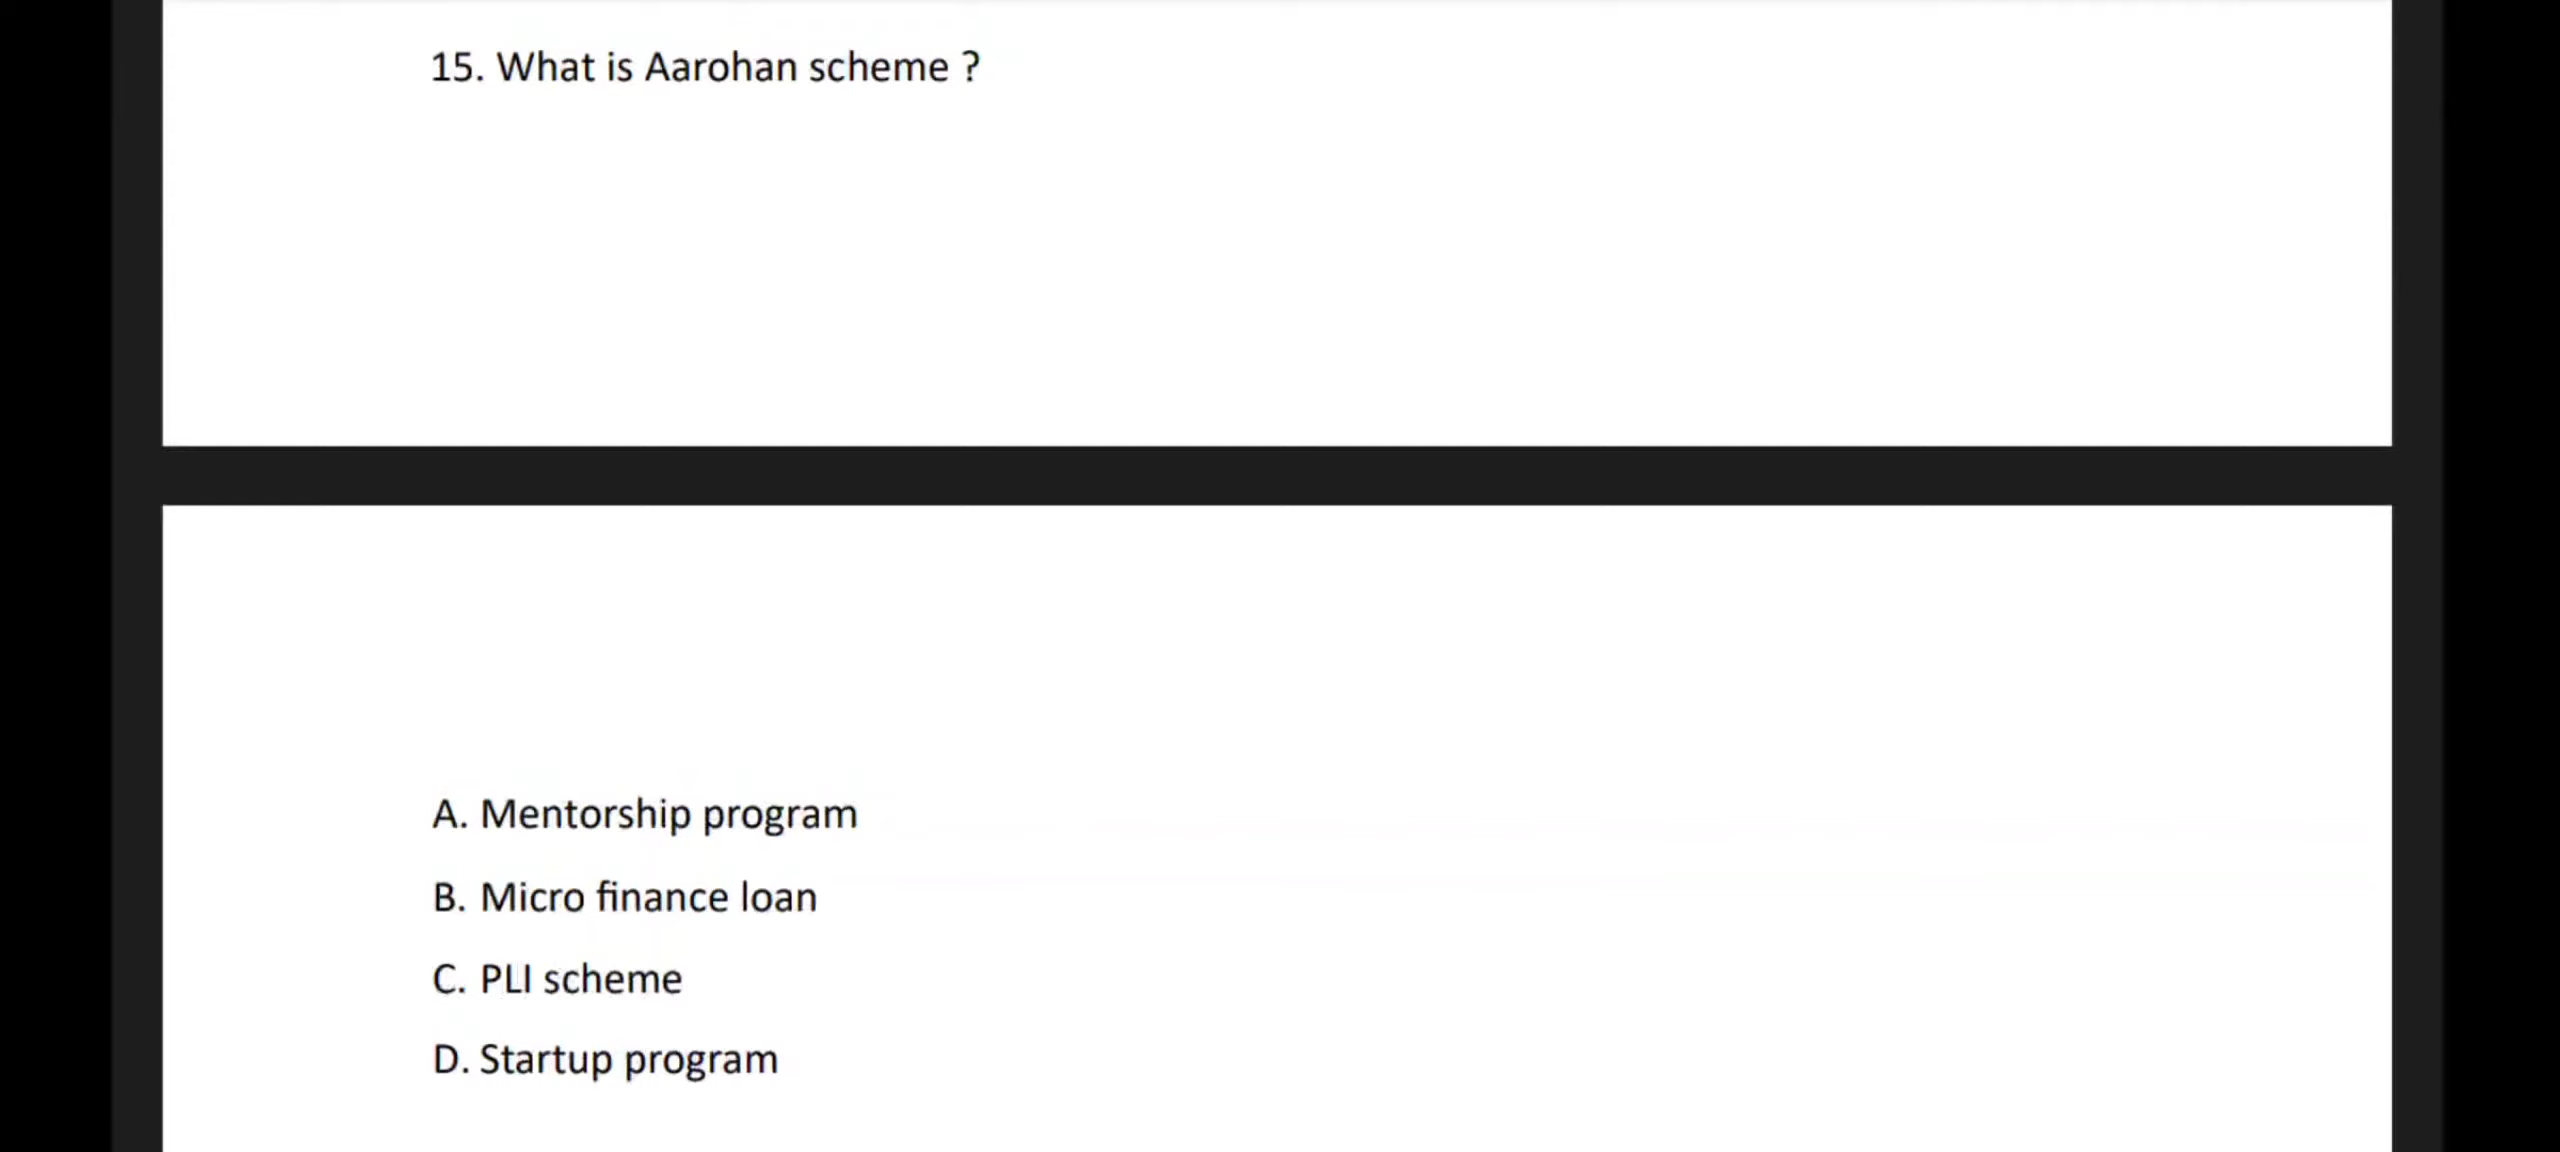 15. What is Aarohan scheme ?
A. Mentorship program
B. Micro finance loan
C. PLI scheme
D. Startup program